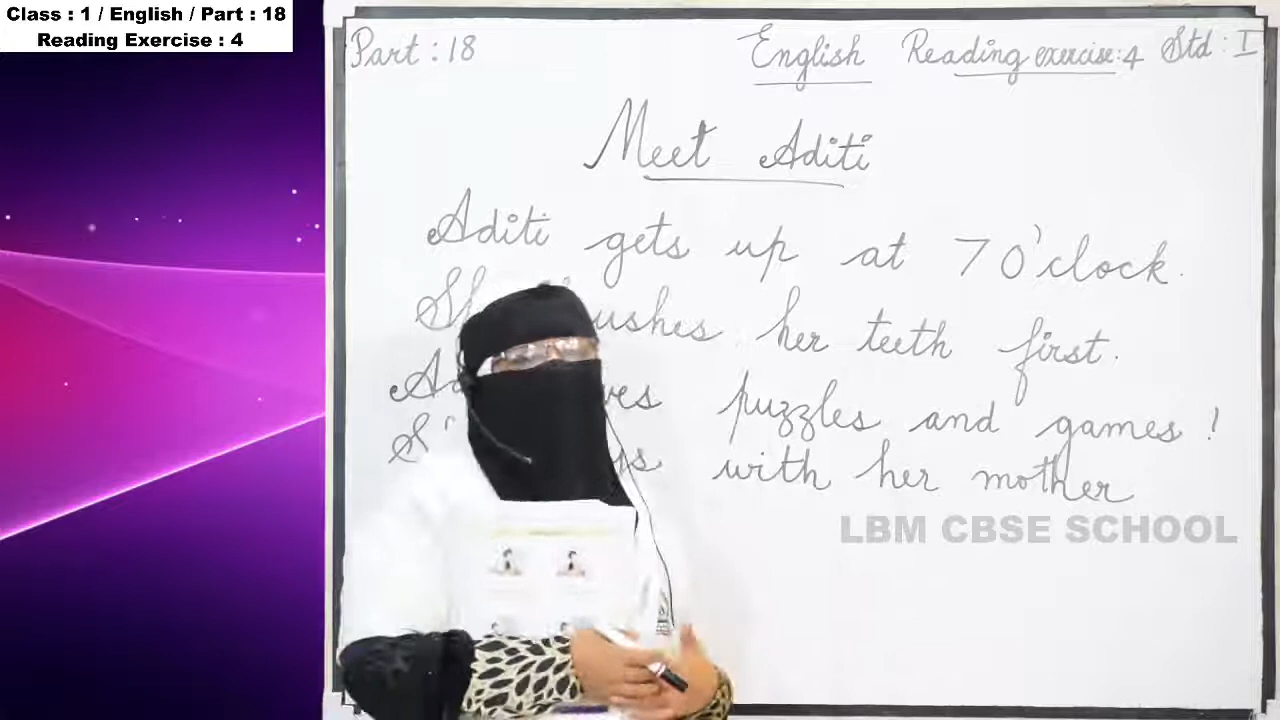 Class : 1 / English / Part : 18
Reading Exercise : 4
Part : 18 English Reading exercise: 4 Std : I
Meet Aditi
Aditi gets up at 7 O'clock.
her teeth first.
puzzles and games !
with her mother
LBM CBSE SCHOOL